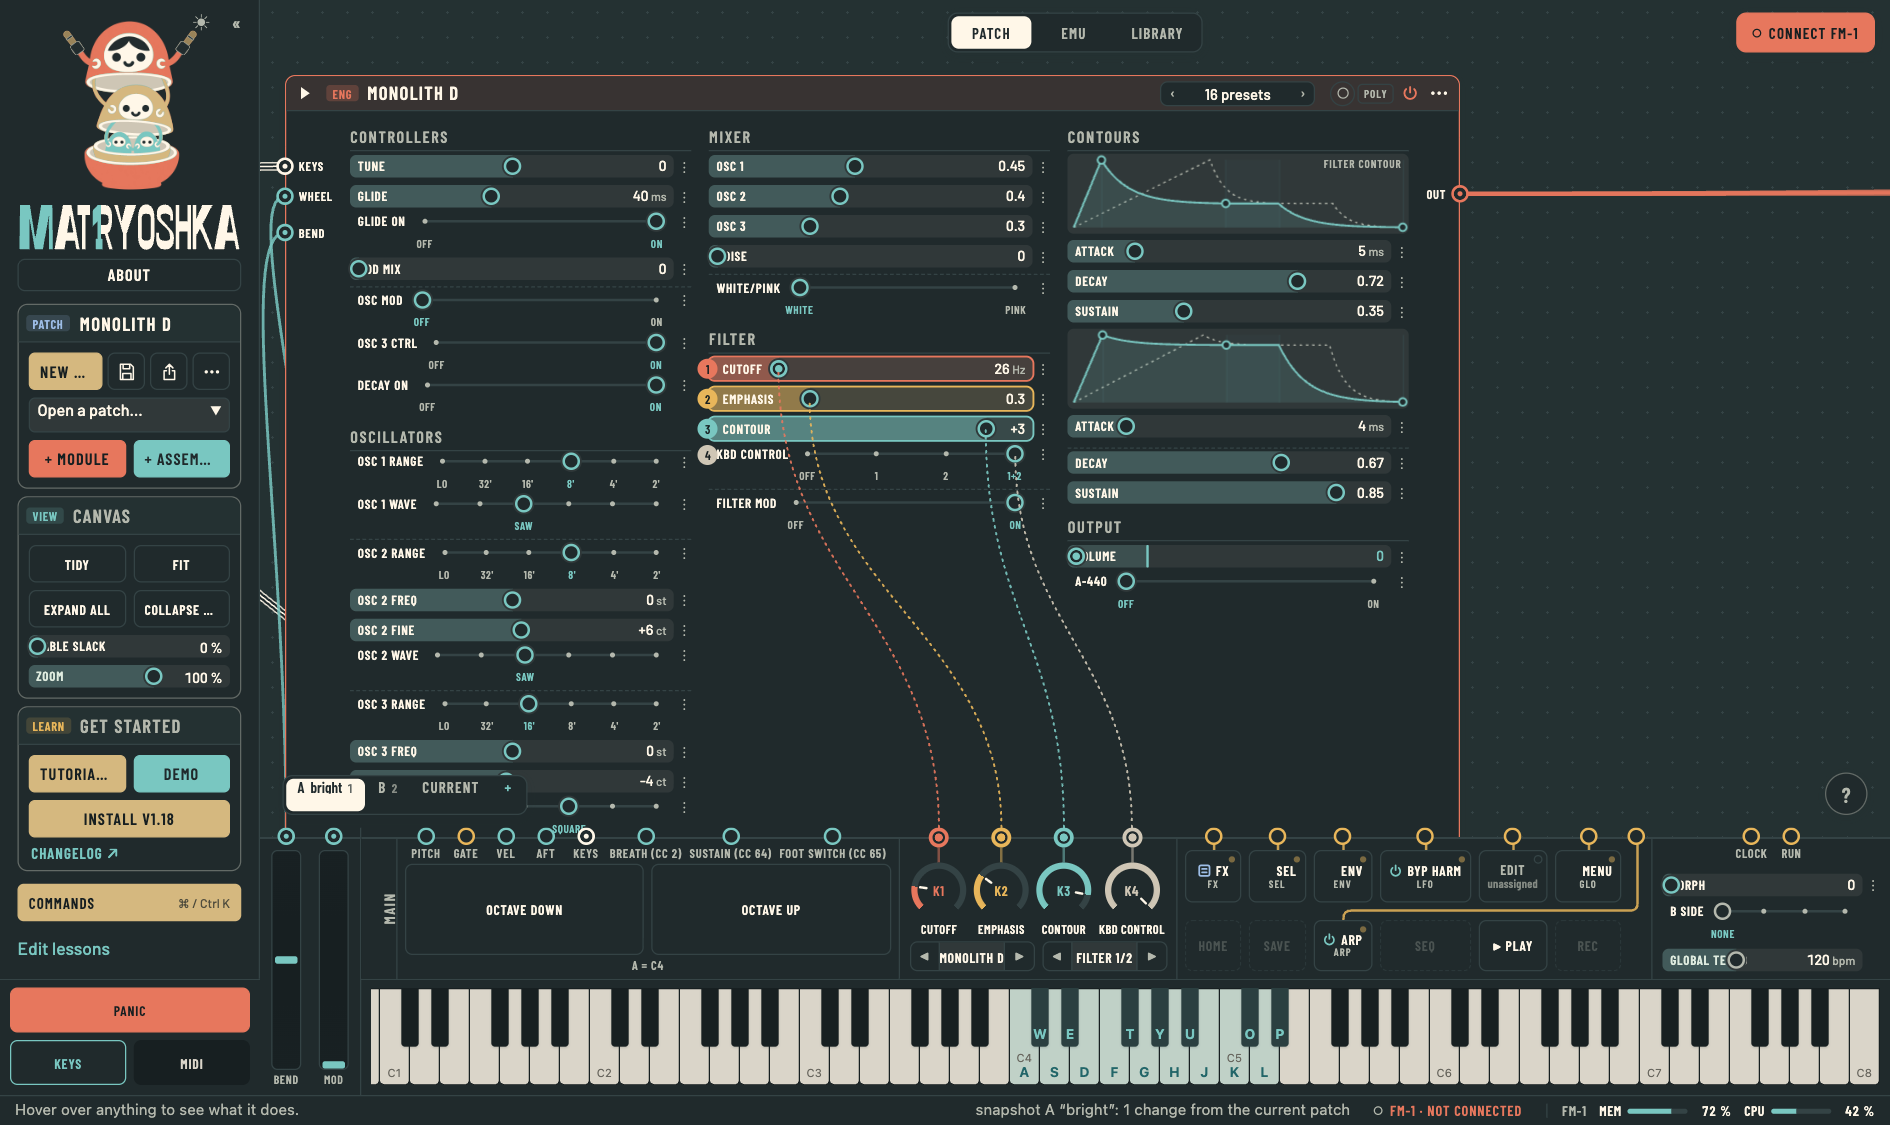 «
MATRYOSHKA
ABOUT
PATCH MONOLITH D
NEW ...
Open a patch... ▼
+ MODULE
+ ASSEM...
VIEW CANVAS
TIDY
FIT
EXPAND ALL
COLLAPSE ...
BLE SLACK 0 %
ZOOM 100 %
LEARN GET STARTED
TUTORIA...
DEMO
INSTALL V1.18
CHANGELOG ↗
COMMANDS ⌘ / Ctrl K
Edit lessons
PANIC
KEYS
MIDI
PATCH
EMU
LIBRARY
CONNECT FM-1
ENG MONOLITH D
‹ 16 presets ›
POLY
KEYS
WHEEL
BEND
OUT
CONTROLLERS
TUNE 0
GLIDE 40 ms
GLIDE ON
OFF ON
OD MIX 0
OSC MOD
OFF ON
OSC 3 CTRL
OFF ON
DECAY ON
OFF ON
OSCILLATORS
OSC 1 RANGE
LO 32' 16' 8' 4' 2'
OSC 1 WAVE
SAW
OSC 2 RANGE
LO 32' 16' 8' 4' 2'
OSC 2 FREQ 0 st
OSC 2 FINE +6 ct
OSC 2 WAVE
SAW
OSC 3 RANGE
LO 32' 16' 8' 4' 2'
OSC 3 FREQ 0 st
-4 ct
SQUARE
MIXER
OSC 1 0.45
OSC 2 0.4
OSC 3 0.3
OISE 0
WHITE/PINK
WHITE PINK
FILTER
1 CUTOFF 26 Hz
2 EMPHASIS 0.3
3 CONTOUR +3
4 KBD CONTROL
OFF 1 2 1+2
FILTER MOD
OFF ON
CONTOURS
FILTER CONTOUR
ATTACK 5 ms
DECAY 0.72
SUSTAIN 0.35
ATTACK 4 ms
DECAY 0.67
SUSTAIN 0.85
OUTPUT
OLUME 0
A-440
OFF ON
A bright 1
B 2
CURRENT
+
?
PITCH GATE VEL AFT KEYS BREATH (CC 2) SUSTAIN (CC 64) FOOT SWITCH (CC 65)
MAIN
OCTAVE DOWN
OCTAVE UP
A = C4
K1 K2 K3 K4
CUTOFF EMPHASIS CONTOUR KBD CONTROL
◀ MONOLITH D ▶
◀ FILTER 1/2 ▶
FX
FX
SEL
SEL
ENV
ENV
BYP HARM
LFO
EDIT
unassigned
MENU
GLO
HOME
SAVE
ARP
ARP
SEQ
▶ PLAY
REC
CLOCK RUN
ORPH 0
B SIDE
NONE
GLOBAL TE 120 bpm
BEND MOD
W E T Y U O P
C4 C5
C1 C2 C3 A S D F G H J K L C6 C7 C8
Hover over anything to see what it does.
snapshot A “bright”: 1 change from the current patch
FM-1 · NOT CONNECTED
FM-1 MEM 72 % CPU 42 %